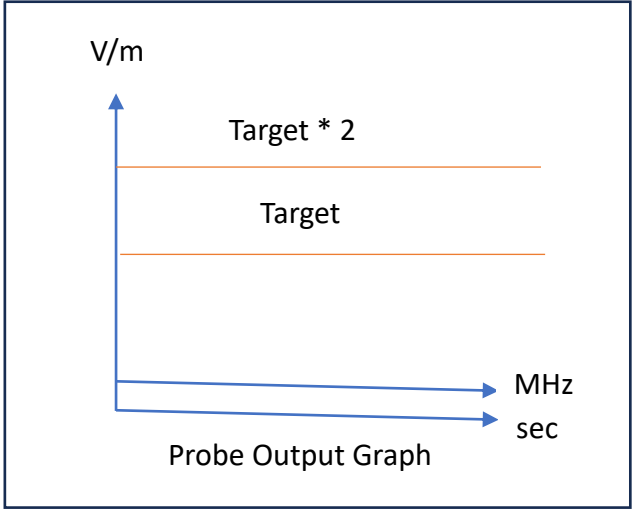 V/m
Target * 2
Target
MHz
sec
Probe Output Graph